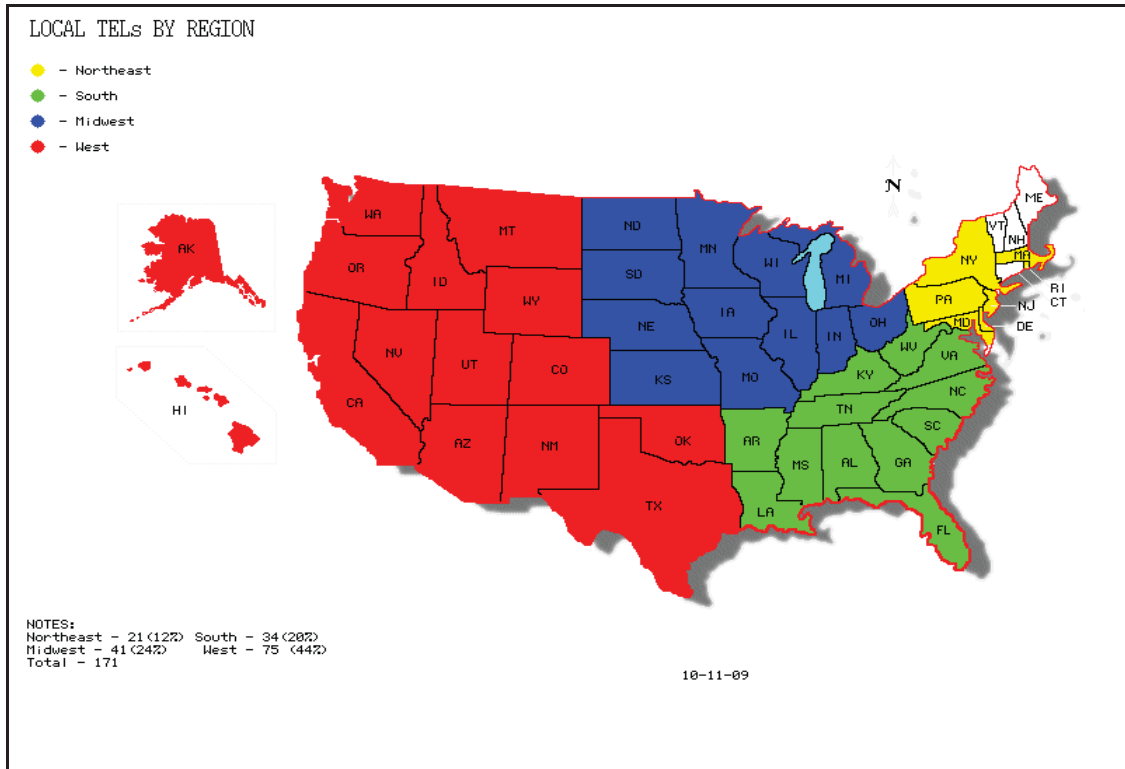 LOCAL TELs BY REGION
- Northeast
- South
- Midwest
- West
N
ME
WA
VT
AK
MT
ND
NH
MN
MA
OR
WI
NY
ID
SD
MI
RI
WY
PA
CT
NJ
IA
MD
NE
OH
DE
IL
IN
NV
WV
VA
UT
CO
KY
KS
MO
NC
CA
TN
HI
SC
OK
AR
AZ
NM
GA
MS
AL
TX
LA
FL
NOTES:
Northeast - 21(12%) South - 34(20%)
Midwest - 41(24%) West - 75 (44%)
Total - 171
10-11-09